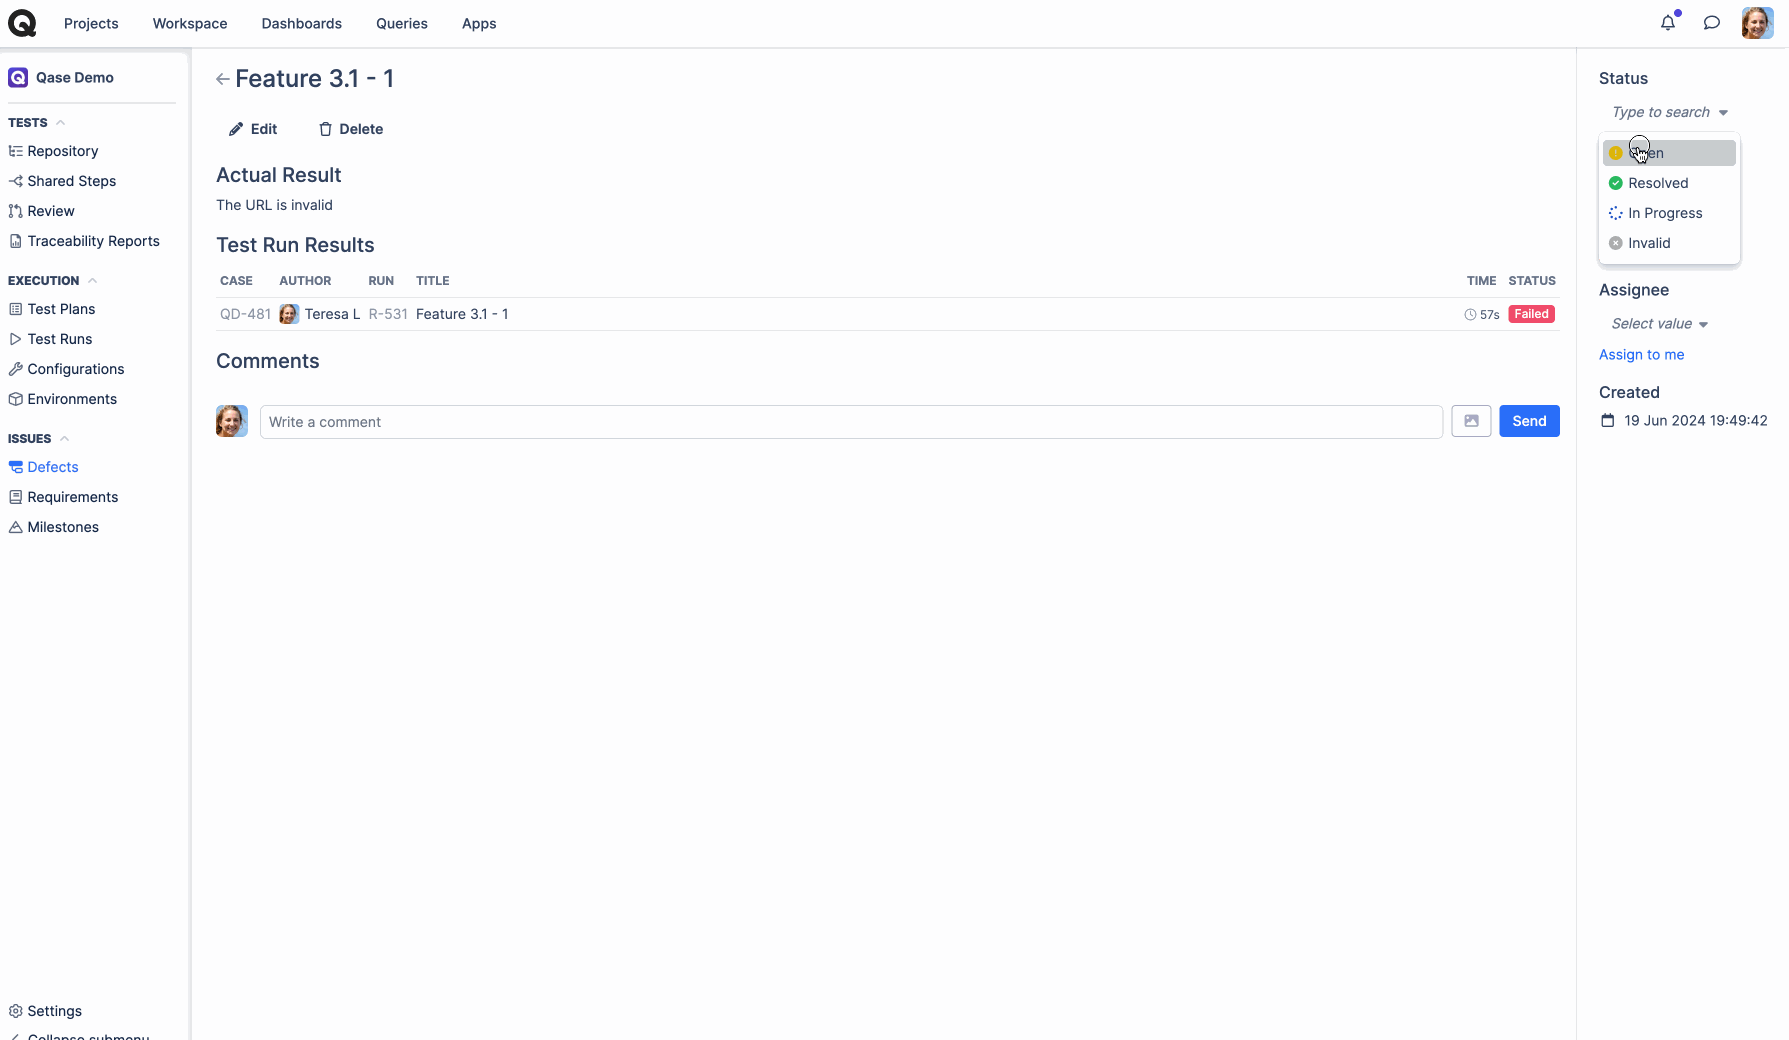 Projects Workspace Dashboards Queries Apps
Qase Demo
TESTS
Repository
Shared Steps
Review
Traceability Reports
EXECUTION
Test Plans
Test Runs
Configurations
Environments
ISSUES
Defects
Requirements
Milestones
Settings
Collapse submenu
Feature 3.1 - 1
Edit Delete
Actual Result
The URL is invalid
Test Run Results
CASE AUTHOR RUN TITLE TIME STATUS
QD-481 Teresa L R-531 Feature 3.1 - 1 57s Failed
Comments
Write a comment Send
Status
Type to search
Resolved
In Progress
Invalid
Assignee
Select value
Assign to me
Created
19 Jun 2024 19:49:42